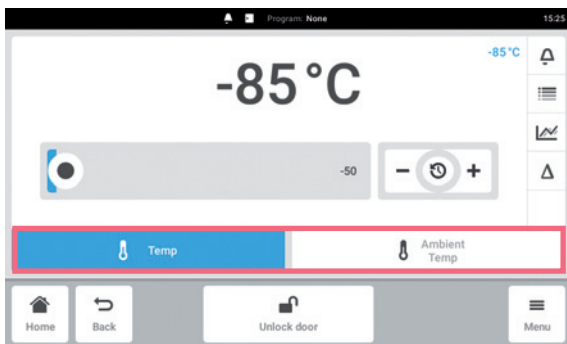 Program: None
15:25
-85°C
-85°C
-50
− +
Temp
Ambient
Temp
Home
Back
Unlock door
Menu